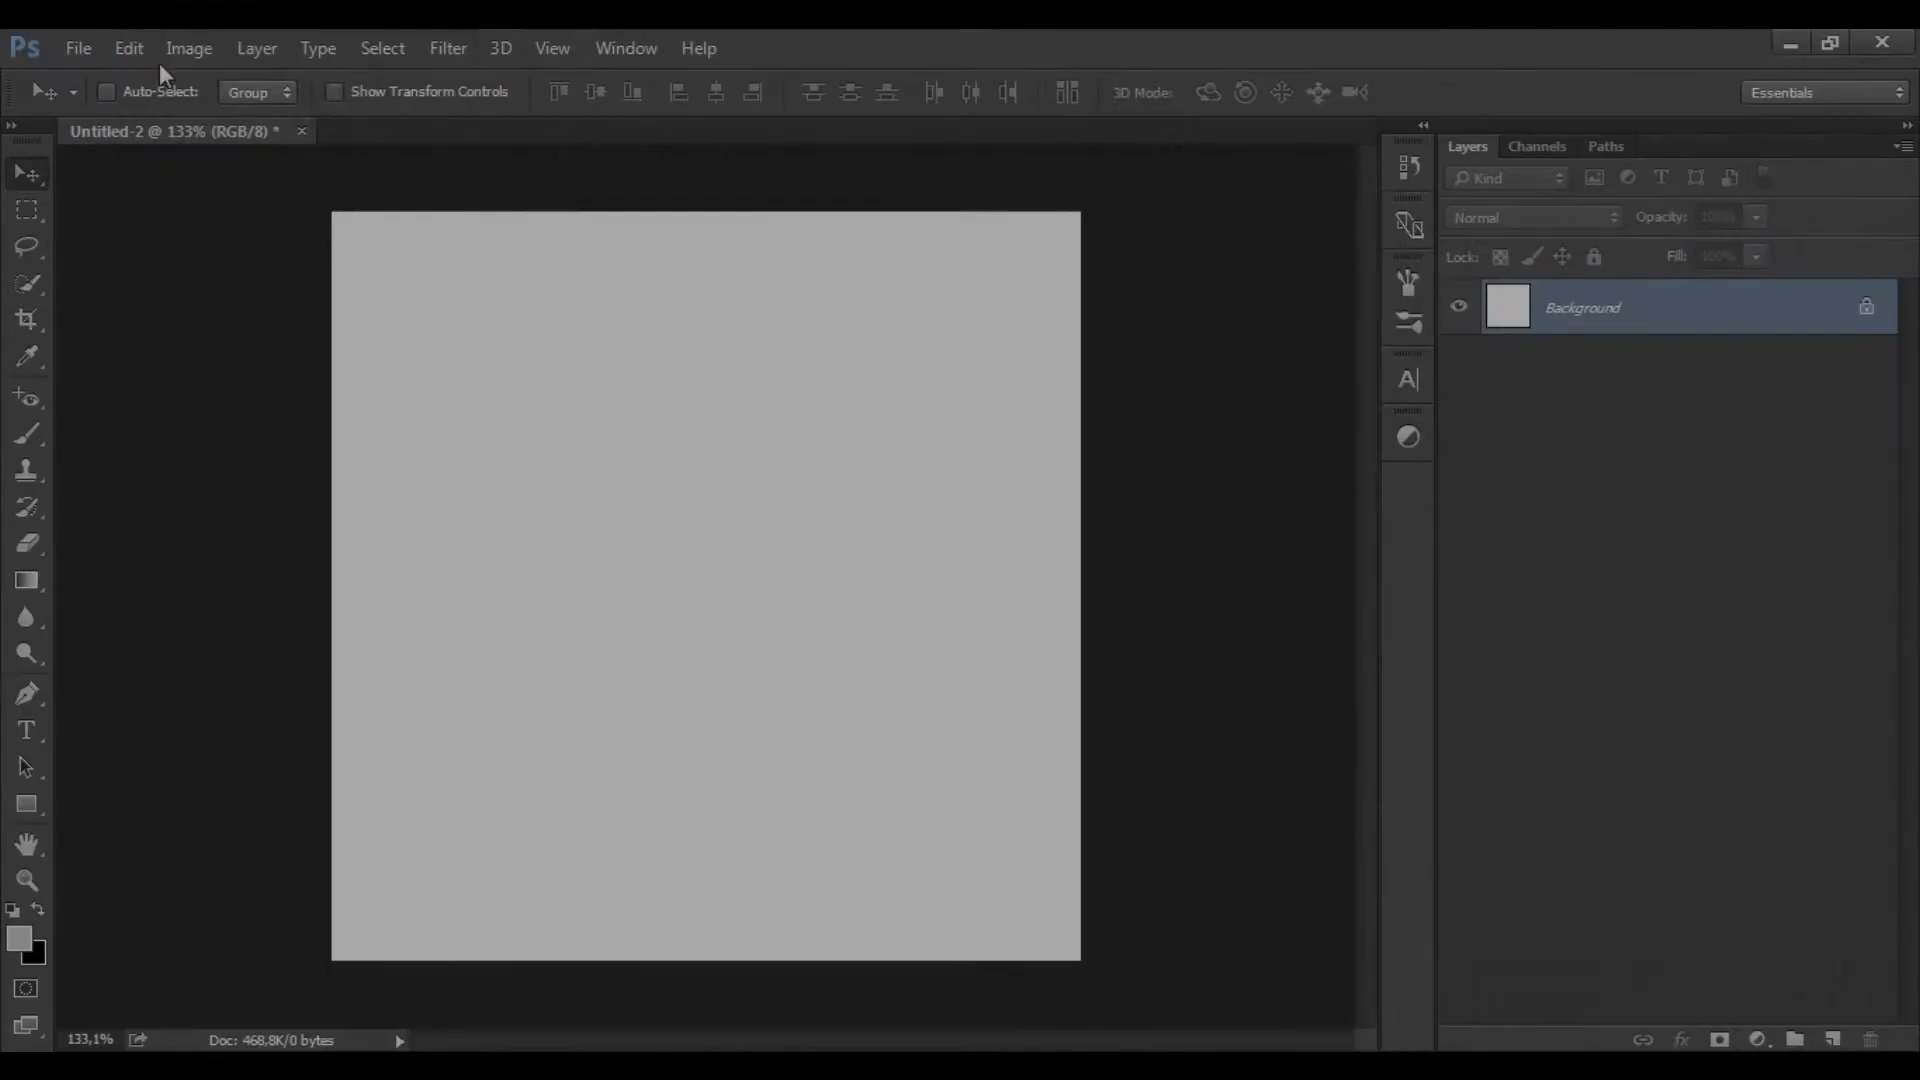 Ps File Edit Image Layer Type Select Filter 3D View Window Help
Auto-Select: Group Show Transform Controls 3D Mode: Essentials
Untitled-2 @ 133% (RGB/8) * ×
Layers Channels Paths
Kind
Normal Opacity: 100%
Lock: Fill: 100%
Background
133,1% Doc: 468,8K/0 bytes